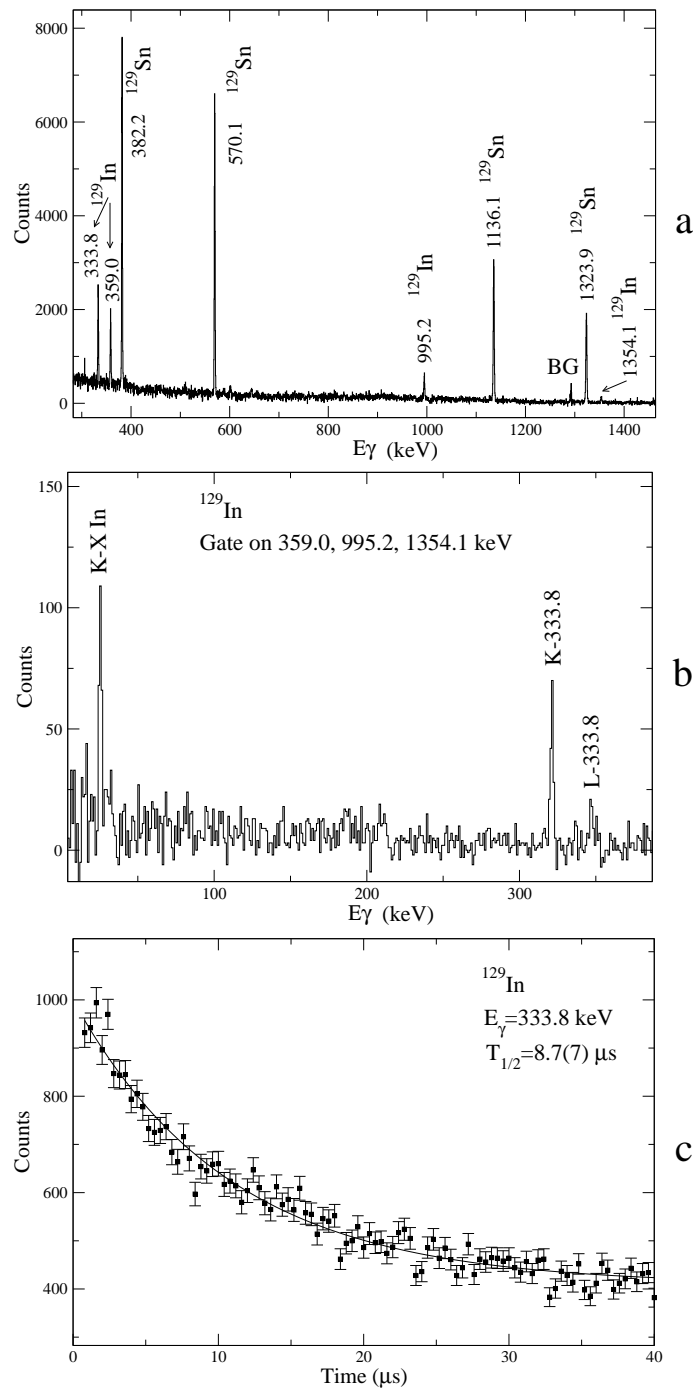 8000
6000
4000
2000
0
Counts
333.8
¹²⁹In
359.0
¹²⁹Sn
382.2
¹²⁹Sn
570.1
¹²⁹In
995.2
¹²⁹Sn
1136.1
BG
¹²⁹Sn
1323.9
1354.1 ¹²⁹In
400 600 800 1000 1200 1400
Eγ (keV)
a
150
100
50
0
Counts
K-X In
¹²⁹In
Gate on 359.0, 995.2, 1354.1 keV
K-333.8
L-333.8
100 200 300
Eγ (keV)
b
1000
800
600
400
Counts
¹²⁹In
Eγ=333.8 keV
T1/2=8.7(7) μs
0 10 20 30 40
Time (μs)
c